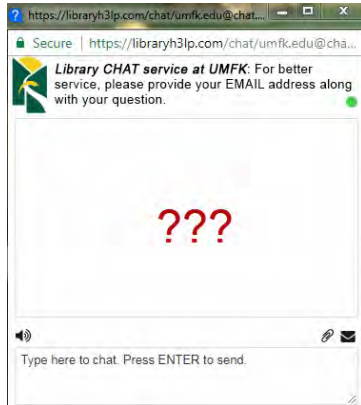 ? https://libraryh3lp.com/chat/umfk.edu@chat....
Secure | https://libraryh3lp.com/chat/umfk.edu@cha...
Library CHAT service at UMFK: For better
service, please provide your EMAIL address along
with your question.
???
Type here to chat. Press ENTER to send.